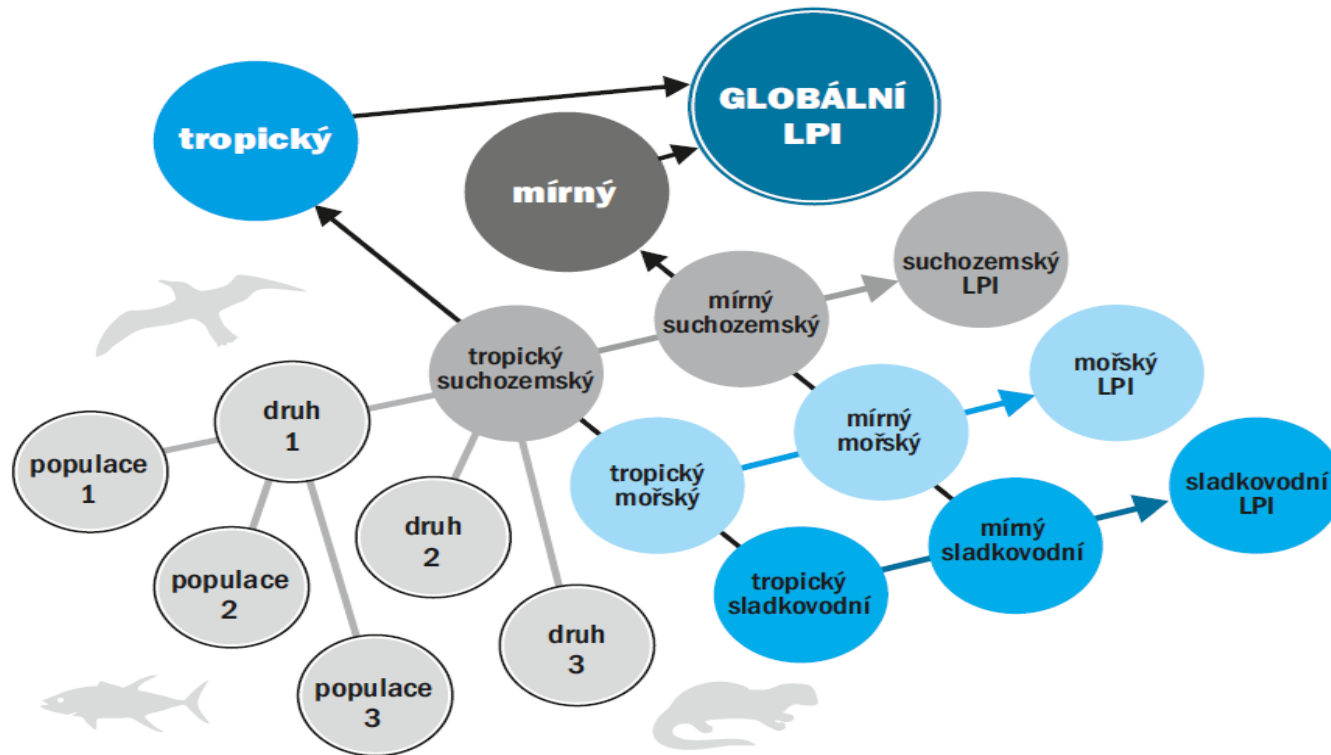 GLOBÁLNÍ
LPI
tropický
mírný
suchozemský
LPI
mírný
suchozemský
tropický
suchozemský
mořský
LPI
druh
1
mírný
mořský
populace
1
tropický
mořský
sladkovodní
LPI
druh
2
mírný
sladkovodní
populace
2
tropický
sladkovodní
druh
3
populace
3